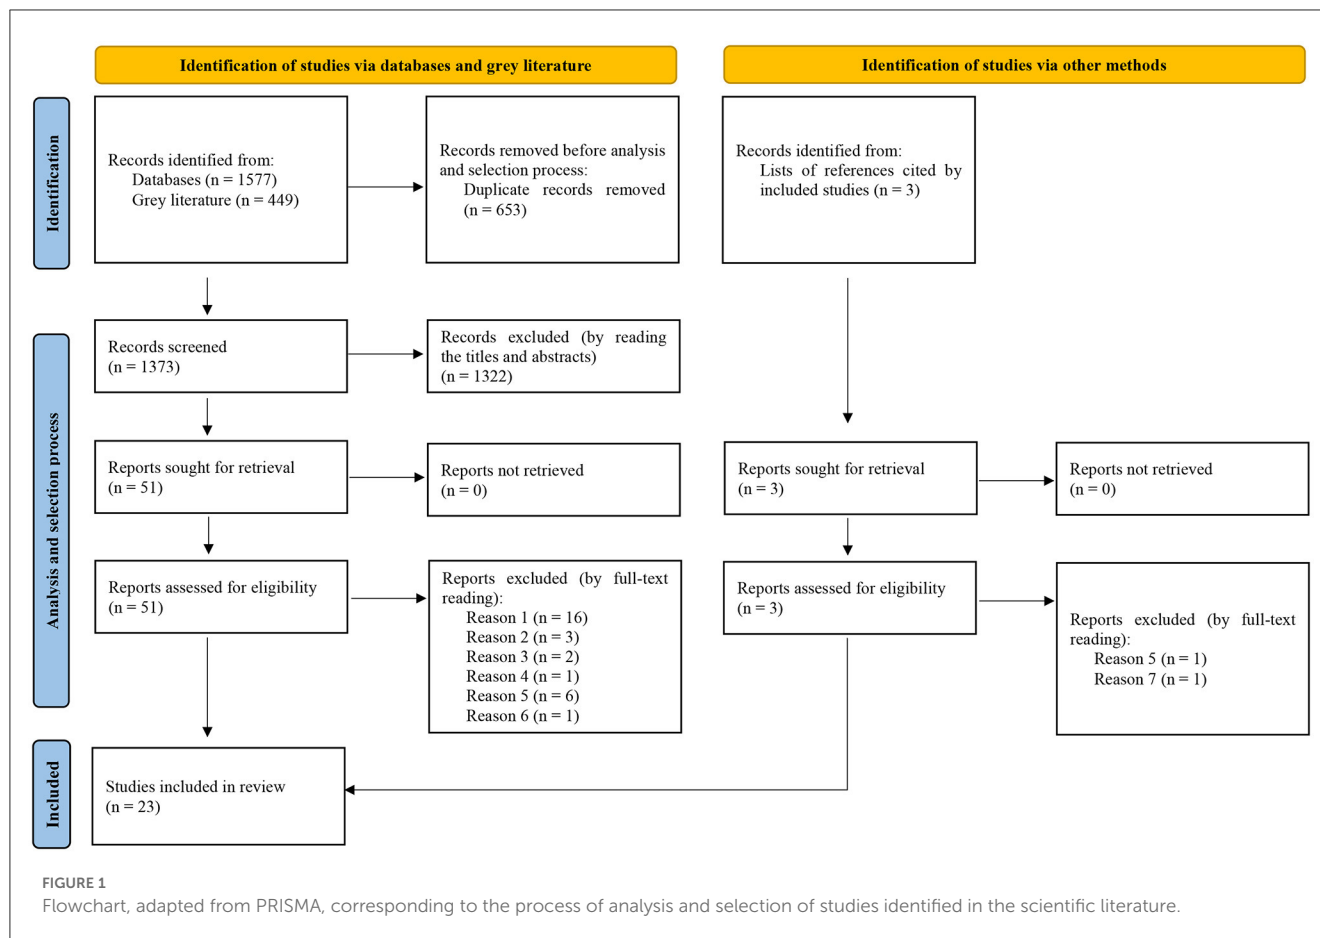 Identification of studies via databases and grey literature
Identification of studies via other methods
Identification
Records identified from:
Databases (n = 1577)
Grey literature (n = 449)
Records removed before analysis
and selection process:
Duplicate records removed
(n = 653)
Records identified from:
Lists of references cited by
included studies (n = 3)
Analysis and selection process
Records screened
(n = 1373)
Records excluded (by reading
the titles and abstracts)
(n = 1322)
Reports sought for retrieval
(n = 51)
Reports not retrieved
(n = 0)
Reports sought for retrieval
(n = 3)
Reports not retrieved
(n = 0)
Reports assessed for eligibility
(n = 51)
Reports excluded (by full-text
reading):
Reason 1 (n = 16)
Reason 2 (n = 3)
Reason 3 (n = 2)
Reason 4 (n = 1)
Reason 5 (n = 6)
Reason 6 (n = 1)
Reports assessed for eligibility
(n = 3)
Reports excluded (by full-text
reading):
Reason 5 (n = 1)
Reason 7 (n = 1)
Included
Studies included in review
(n = 23)
FIGURE 1
Flowchart, adapted from PRISMA, corresponding to the process of analysis and selection of studies identified in the scientific literature.